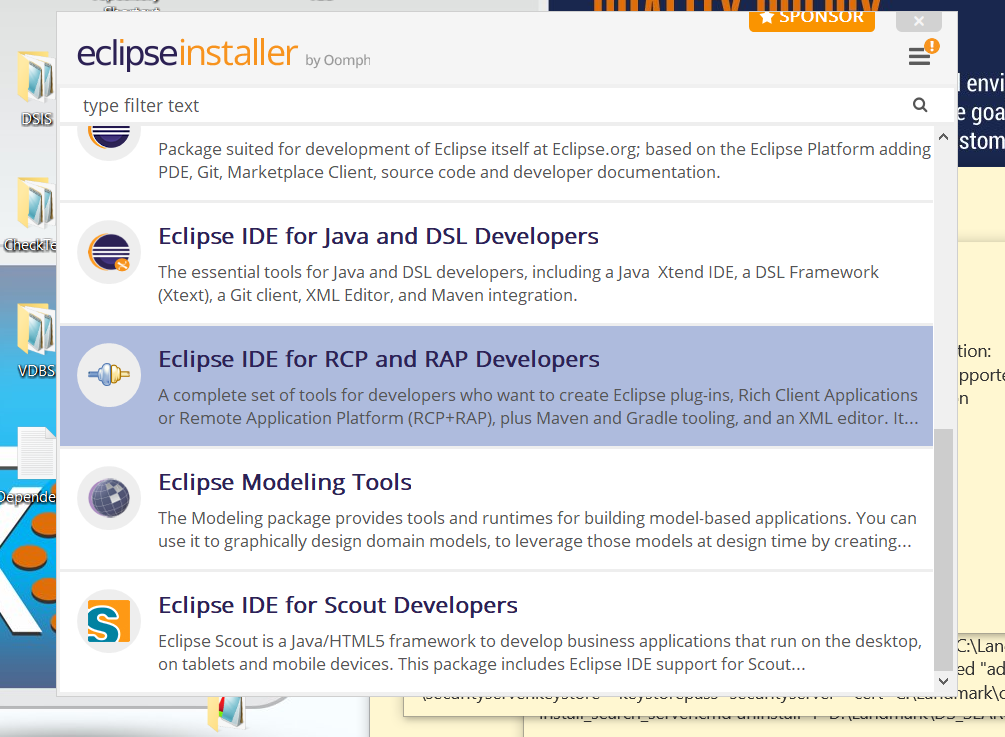 Shortcut
SPONSOR
eclipseinstaller by Oomph
type filter text
Package suited for development of Eclipse itself at Eclipse.org; based on the Eclipse Platform adding
PDE, Git, Marketplace Client, source code and developer documentation.
Eclipse IDE for Java and DSL Developers
The essential tools for Java and DSL developers, including a Java Xtend IDE, a DSL Framework
(Xtext), a Git client, XML Editor, and Maven integration.
Eclipse IDE for RCP and RAP Developers
A complete set of tools for developers who want to create Eclipse plug-ins, Rich Client Applications
or Remote Application Platform (RCP+RAP), plus Maven and Gradle tooling, and an XML editor. It...
Eclipse Modeling Tools
The Modeling package provides tools and runtimes for building model-based applications. You can
use it to graphically design domain models, to leverage those models at design time by creating...
Eclipse IDE for Scout Developers
Eclipse Scout is a Java/HTML5 framework to develop business applications that run on the desktop,
on tablets and mobile devices. This package includes Eclipse IDE support for Scout...
DSIS
CheckTe
VDBS
Depende
l envi
e goa
stom
tion:
pporte
n
C:\Lan
ed "ad